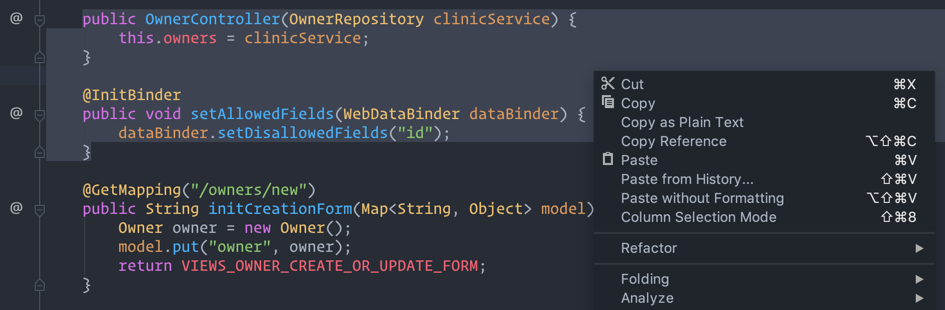 @ public OwnerController(OwnerRepository clinicService) {
this.owners = clinicService;
}
@InitBinder
@ public void setAllowedFields(WebDataBinder dataBinder) {
dataBinder.setDisallowedFields("id");
}
@GetMapping("/owners/new")
@ public String initCreationForm(Map<String, Object> model)
Owner owner = new Owner();
model.put("owner", owner);
return VIEWS_OWNER_CREATE_OR_UPDATE_FORM;
}
Cut ⌘X
Copy ⌘C
Copy as Plain Text
Copy Reference ⌥⇧⌘C
Paste ⌘V
Paste from History... ⇧⌘V
Paste without Formatting ⌥⇧⌘V
Column Selection Mode ⇧⌘8
Refactor
Folding
Analyze